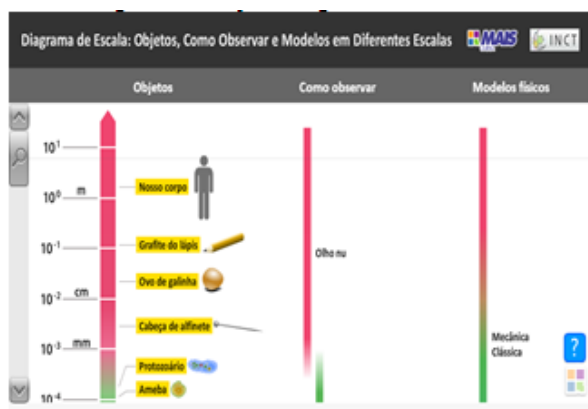 Diagrama de Escala: Objetos, Como Observar e Modelos em Diferentes Escalas
MAIS
INCT
Objetos
Como observar
Modelos físicos
10¹
Nosso corpo
10⁰ m
Grafite do lápis
10⁻¹
Olho nu
Ovo de galinha
10⁻² cm
Cabeça de alfinete
Mecânica
Clássica
10⁻³ mm
?
Protozoário
Ameba
10⁻⁴